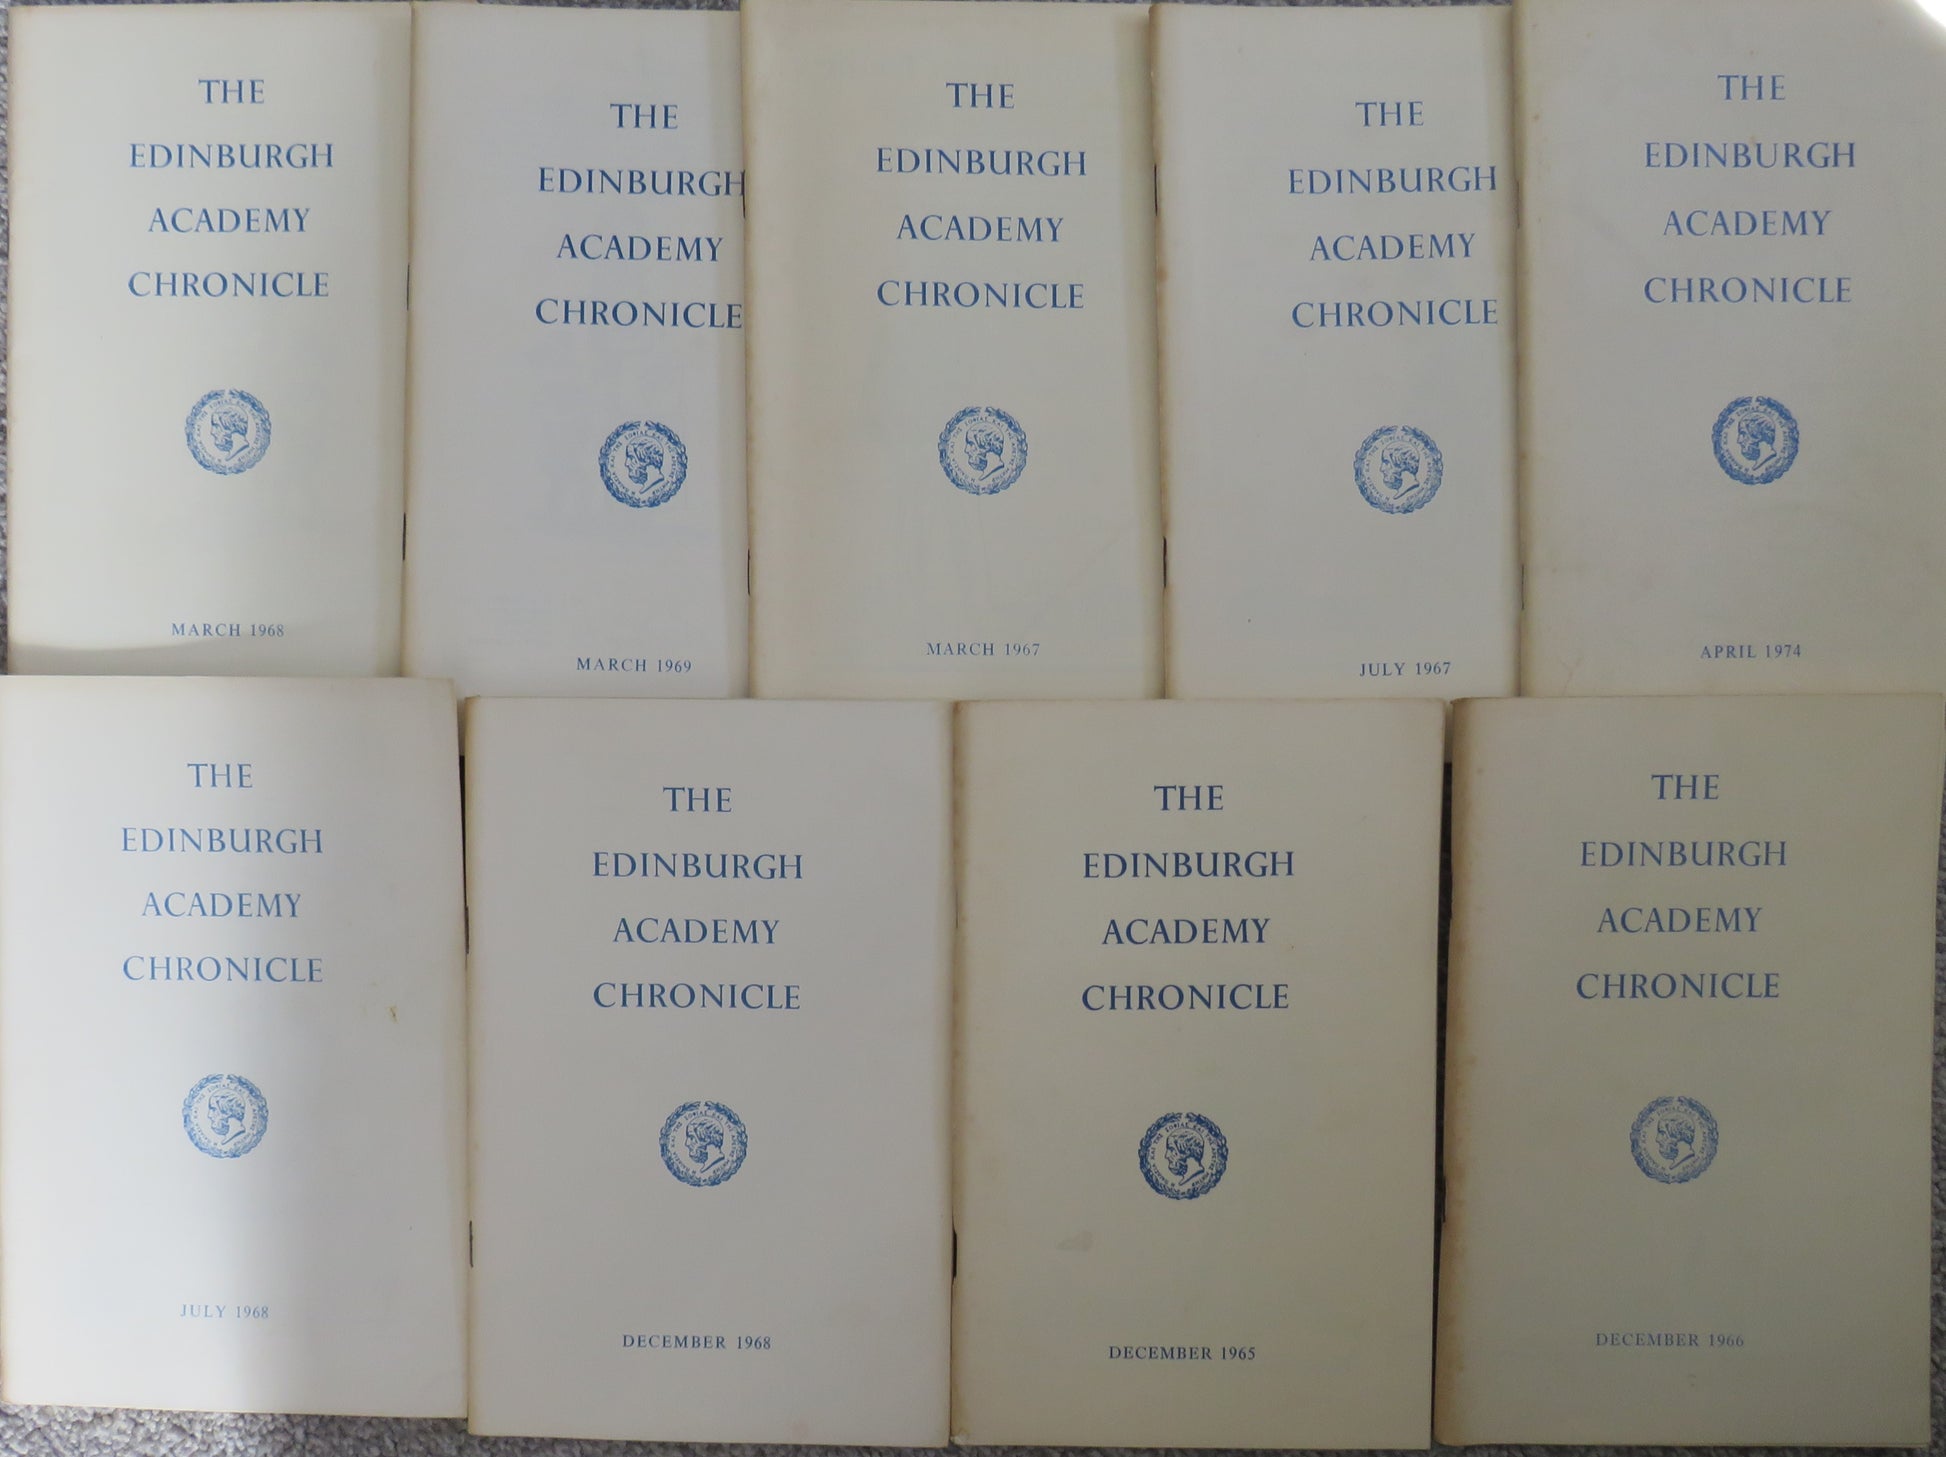 THE
EDINBURGH
ACADEMY
CHRONICLE
MARCH 1968
THE
EDINBURGH
ACADEMY
CHRONICLE
MARCH 1969
THE
EDINBURGH
ACADEMY
CHRONICLE
MARCH 1967
THE
EDINBURGH
ACADEMY
CHRONICLE
JULY 1967
THE
EDINBURGH
ACADEMY
CHRONICLE
APRIL 1974
THE
EDINBURGH
ACADEMY
CHRONICLE
JULY 1968
THE
EDINBURGH
ACADEMY
CHRONICLE
DECEMBER 1968
THE
EDINBURGH
ACADEMY
CHRONICLE
DECEMBER 1965
THE
EDINBURGH
ACADEMY
CHRONICLE
DECEMBER 1966